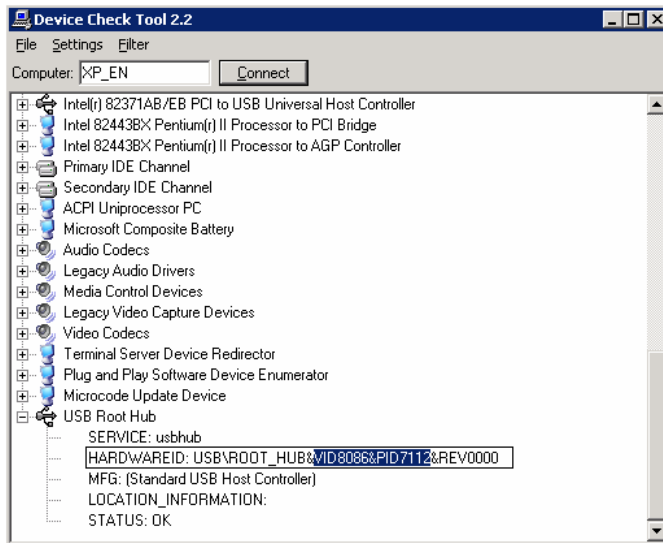 Device Check Tool 2.2
File Settings Filter
Computer: XP_EN Connect
Intel(r) 82371AB/EB PCI to USB Universal Host Controller
Intel 82443BX Pentium(r) II Processor to PCI Bridge
Intel 82443BX Pentium(r) II Processor to AGP Controller
Primary IDE Channel
Secondary IDE Channel
ACPI Uniprocessor PC
Microsoft Composite Battery
Audio Codecs
Legacy Audio Drivers
Media Control Devices
Legacy Video Capture Devices
Video Codecs
Terminal Server Device Redirector
Plug and Play Software Device Enumerator
Microcode Update Device
USB Root Hub
SERVICE: usbhub
HARDWAREID: USB\ROOT_HUB&VID8086&PID7112&REV0000
MFG: (Standard USB Host Controller)
LOCATION_INFORMATION:
STATUS: OK